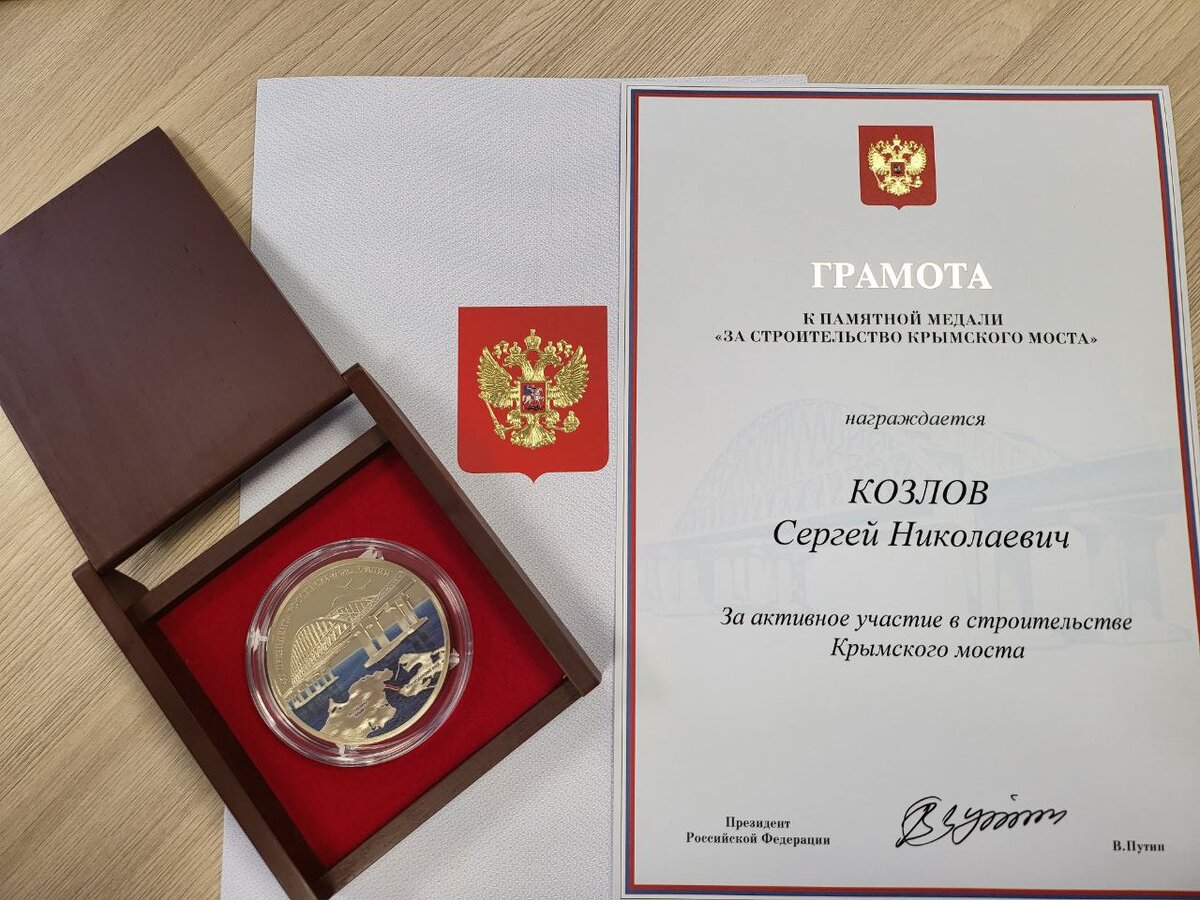 ГРАМОТА
К ПАМЯТНОЙ МЕДАЛИ
«ЗА СТРОИТЕЛЬСТВО КРЫМСКОГО МОСТА»
награждается
КОЗЛОВ
Сергей Николаевич
За активное участие в строительстве
Крымского моста
Президент
Российской Федерации
В.Путин